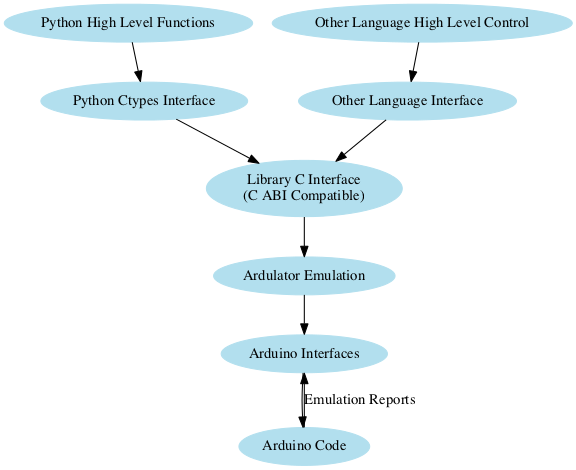 Python High Level Functions
Other Language High Level Control
Python Ctypes Interface
Other Language Interface
Library C Interface
(C ABI Compatible)
Ardulator Emulation
Arduino Interfaces
Emulation Reports
Arduino Code